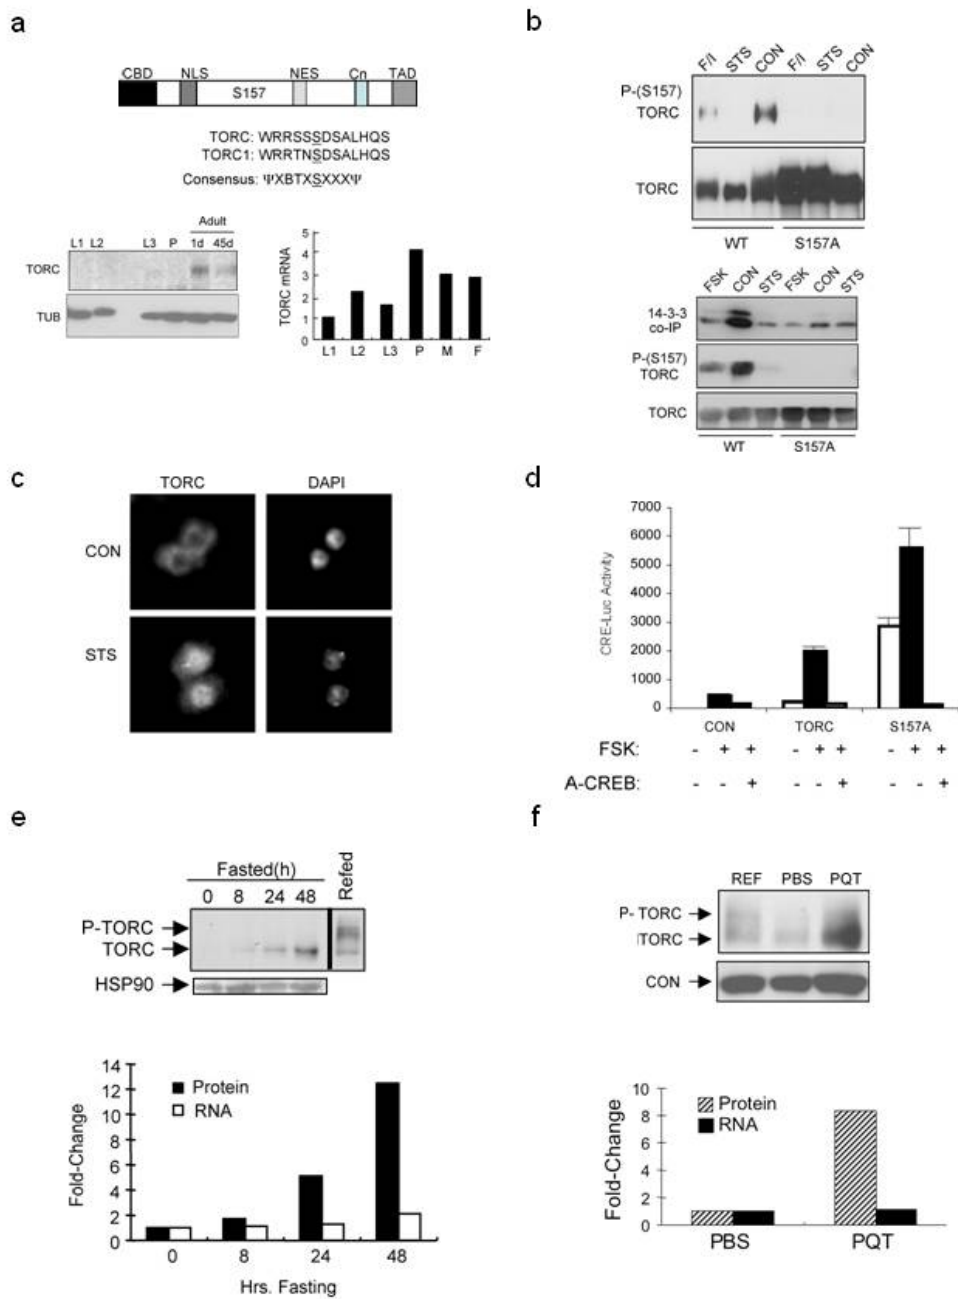 a
CBD NLS S157 NES Cn TAD
TORC: WRRSSSDSALHQS
TORC1: WRRTNSDSALHQS
Consensus: ΨXBTXSXXXΨ
Adult
L1 L2 L3 P 1d 45d
TORC
TUB
TORC mRNA
5
4
3
2
1
0
L1 L2 L3 P M F
b
F/I STS CON F/I STS CON
P-(S157)
TORC
TORC
WT S157A
FSK CON STS FSK CON STS
14-3-3
co-IP
P-(S157)
TORC
TORC
WT S157A
c
TORC DAPI
CON
STS
d
CRE-Luc Activity
7000
6000
5000
4000
3000
2000
1000
0
CON TORC S157A
FSK: - + + - + + - + +
A-CREB: - - + - - + - - +
e
Fasted(h)
0 8 24 48 Refed
P-TORC
TORC
HSP90
Fold-Change
14
12
10
8
6
4
2
0
Protein
RNA
0 8 24 48
Hrs. Fasting
f
REF PBS PQT
P- TORC
TORC
CON
Fold-Change
10
8
6
4
2
0
Protein
RNA
PBS PQT